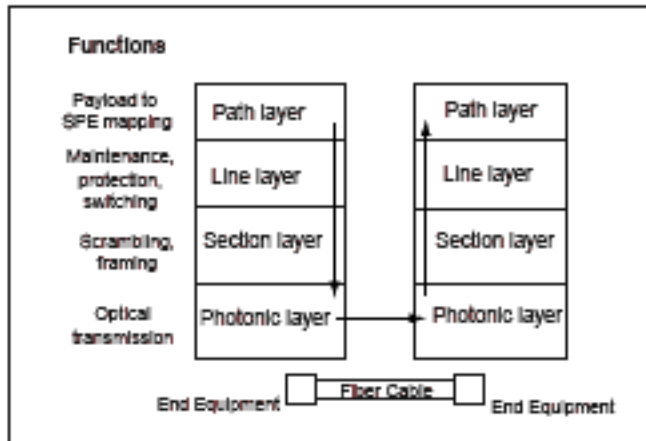 Functions
Payload to
SPE mapping
Path layer
Path layer
Maintenance,
protection,
switching
Line layer
Line layer
Scrambling,
framing
Section layer
Section layer
Optical
transmission
Photonic layer
Photonic layer
End Equipment
Fiber Cable
End Equipment